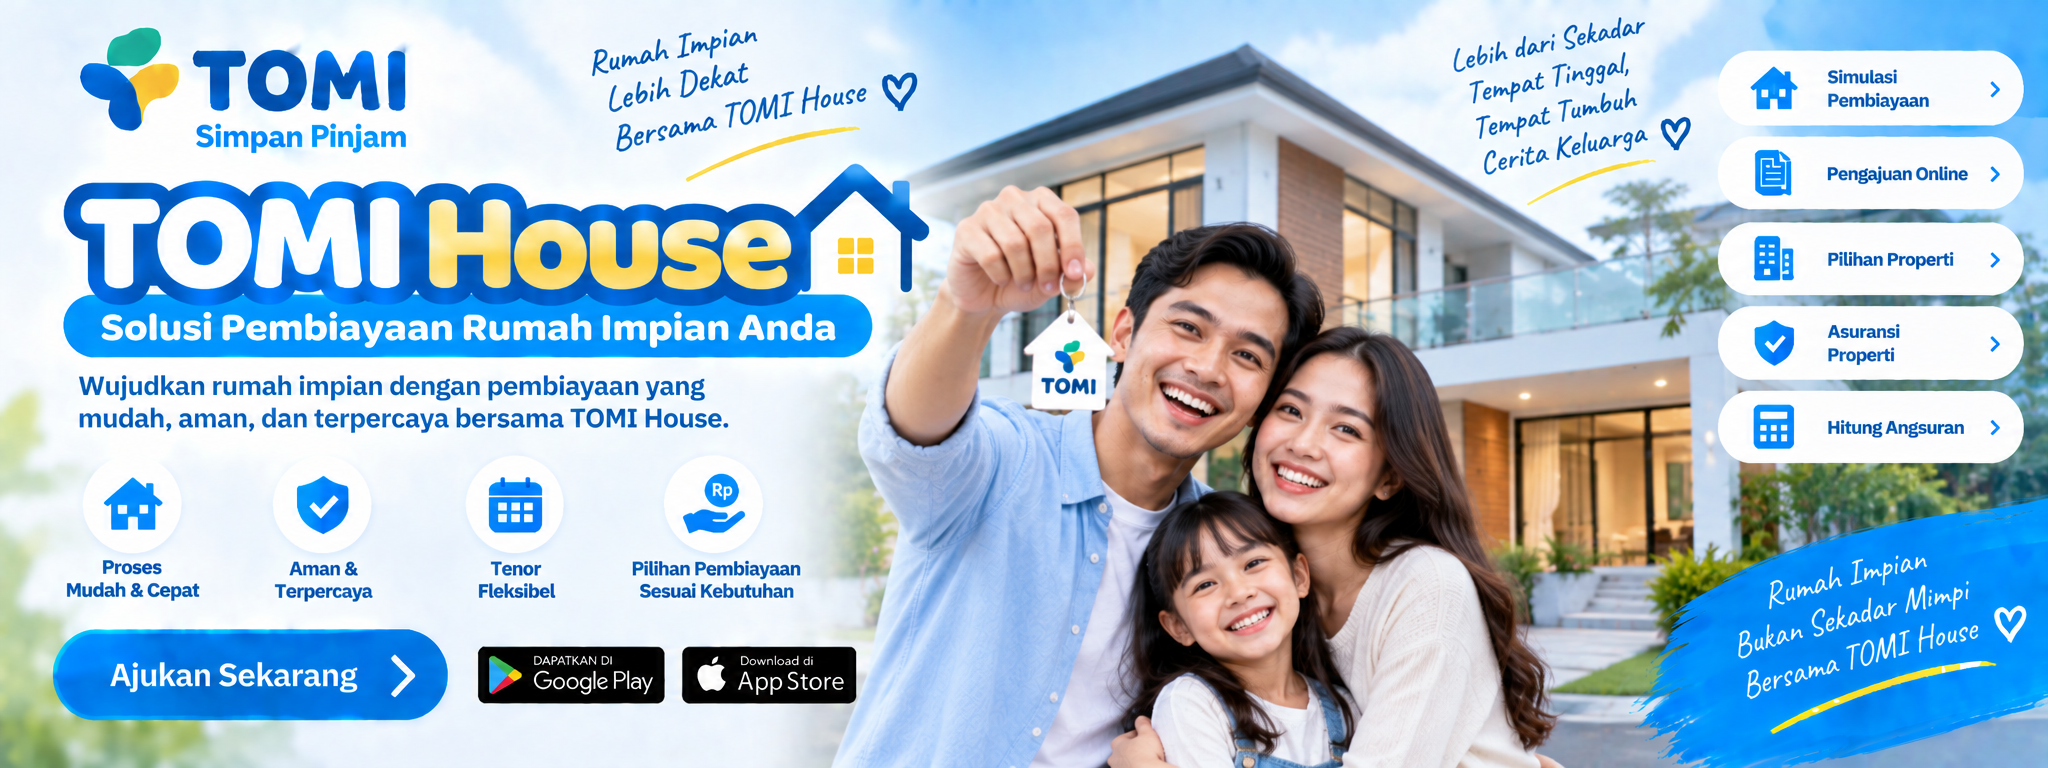 TOMI
Simpan Pinjam
Rumah Impian
Lebih Dekat
Bersama TOMI House
Lebih dari Sekadar
Tempat Tinggal,
Tempat Tumbuh
Cerita Keluarga
TOMI House
Solusi Pembiayaan Rumah Impian Anda
Wujudkan rumah impian dengan pembiayaan yang
mudah, aman, dan terpercaya bersama TOMI House.
Proses
Mudah & Cepat
Aman &
Terpercaya
Tenor
Fleksibel
Rp
Pilihan Pembiayaan
Sesuai Kebutuhan
Ajukan Sekarang
DAPATKAN DI
Google Play
Download di
App Store
TOMI
Simulasi
Pembiayaan
Pengajuan Online
Pilihan Properti
Asuransi
Properti
Hitung Angsuran
Rumah Impian
Bukan Sekadar Mimpi
Bersama TOMI House